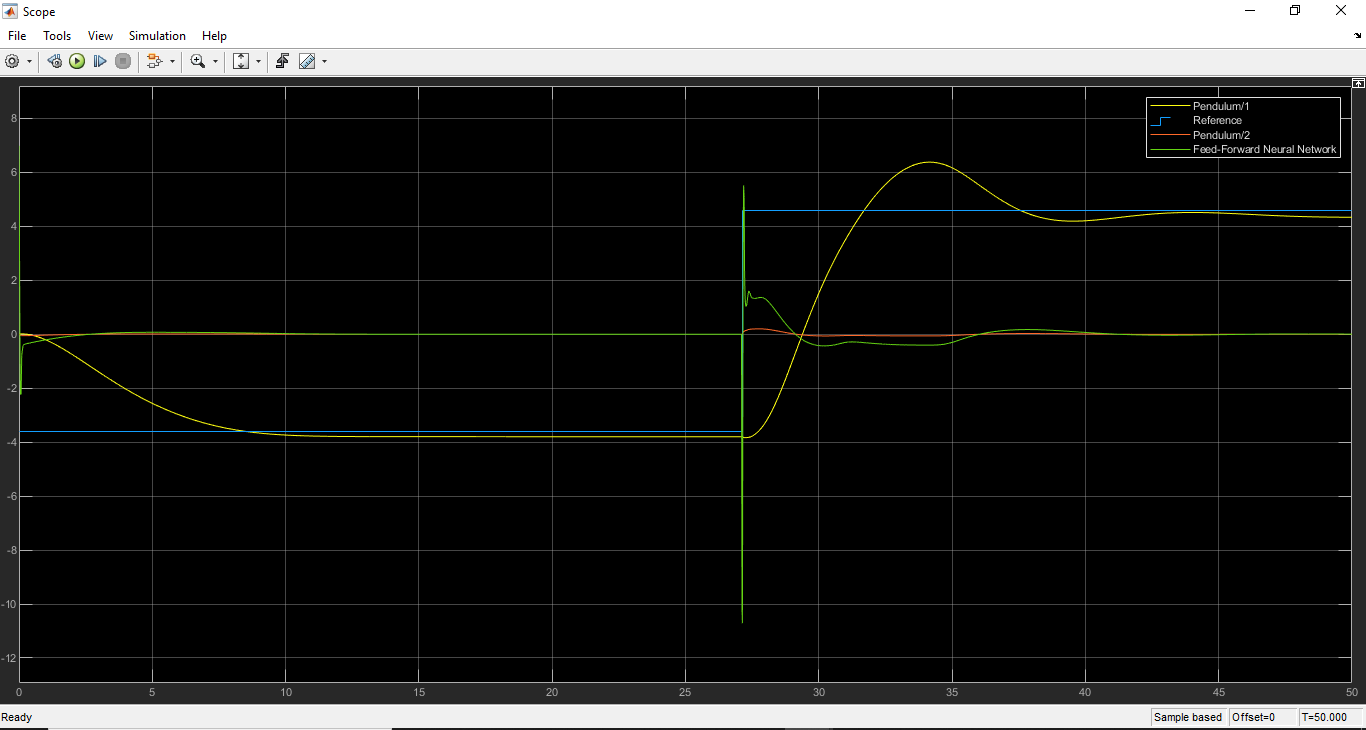 Scope
File Tools View Simulation Help
Pendulum/1
Reference
Pendulum/2
Feed-Forward Neural Network
8
6
4
2
0
-2
-4
-6
-8
-10
-12
0 5 10 15 20 25 30 35 40 45 50
Ready Sample based Offset=0 T=50.000